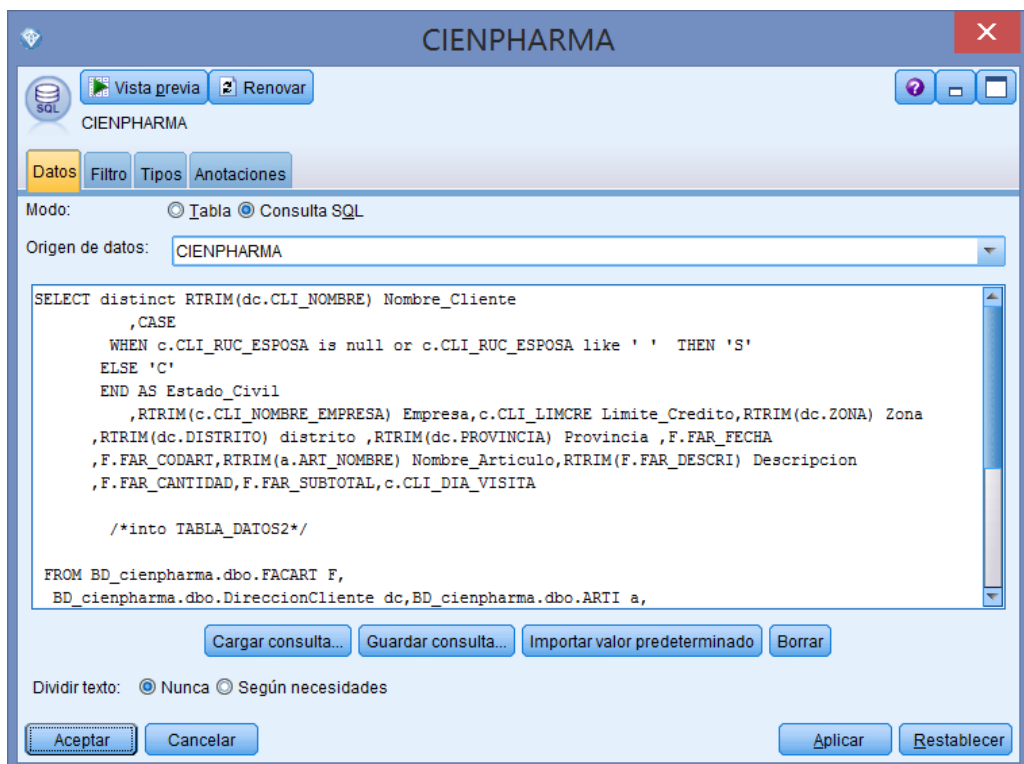 CIENPHARMA
SQL
Vista previa Renovar
CIENPHARMA
Datos Filtro Tipos Anotaciones
Modo: Tabla Consulta SQL
Origen de datos: CIENPHARMA
SELECT distinct RTRIM(dc.CLI_NOMBRE) Nombre_Cliente
,CASE
WHEN c.CLI_RUC_ESPOSA is null or c.CLI_RUC_ESPOSA like ' ' THEN 'S'
ELSE 'C'
END AS Estado_Civil
,RTRIM(c.CLI_NOMBRE_EMPRESA) Empresa,c.CLI_LIMCRE Limite_Credito,RTRIM(dc.ZONA) Zona
,RTRIM(dc.DISTRITO) distrito ,RTRIM(dc.PROVINCIA) Provincia ,F.FAR_FECHA
,F.FAR_CODART,RTRIM(a.ART_NOMBRE) Nombre_Articulo,RTRIM(F.FAR_DESCRI) Descripcion
,F.FAR_CANTIDAD,F.FAR_SUBTOTAL,c.CLI_DIA_VISITA
/*into TABLA_DATOS2*/
FROM BD_cienpharma.dbo.FACART F,
BD_cienpharma.dbo.DireccionCliente dc,BD_cienpharma.dbo.ARTI a,
Cargar consulta... Guardar consulta... Importar valor predeterminado Borrar
Dividir texto: Nunca Según necesidades
Aceptar Cancelar Aplicar Restablecer